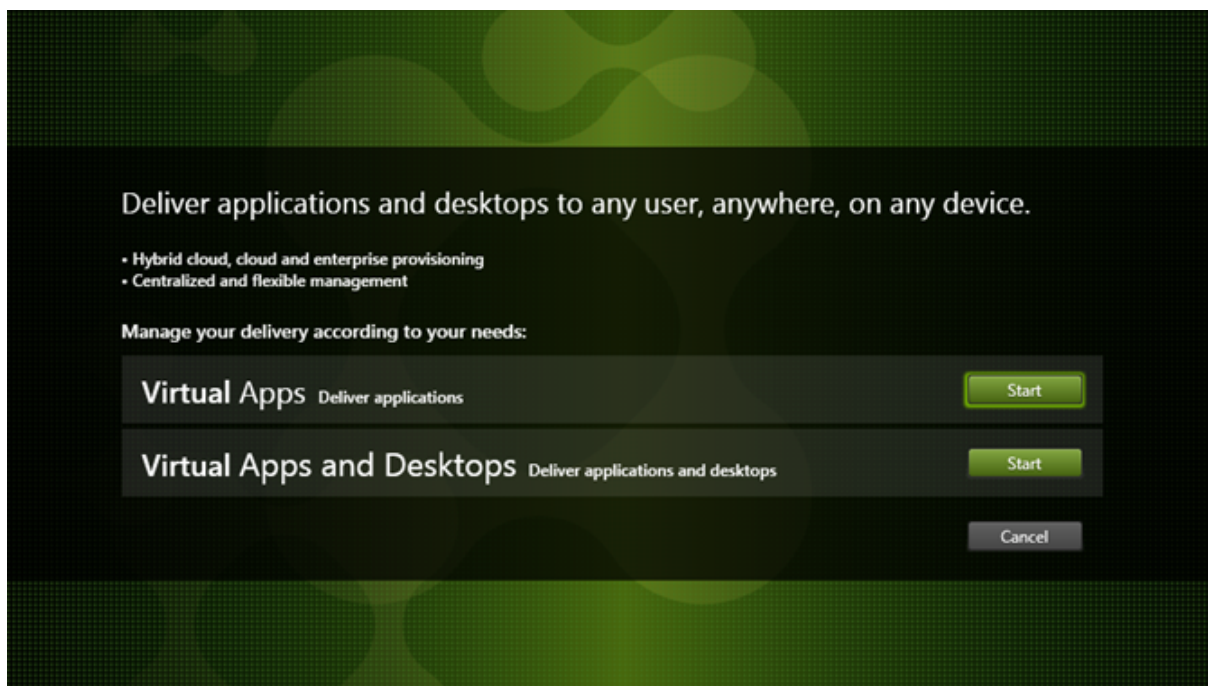 Deliver applications and desktops to any user, anywhere, on any device.
• Hybrid cloud, cloud and enterprise provisioning
• Centralized and flexible management
Manage your delivery according to your needs:
Virtual Apps Deliver applications Start
Virtual Apps and Desktops Deliver applications and desktops Start
Cancel